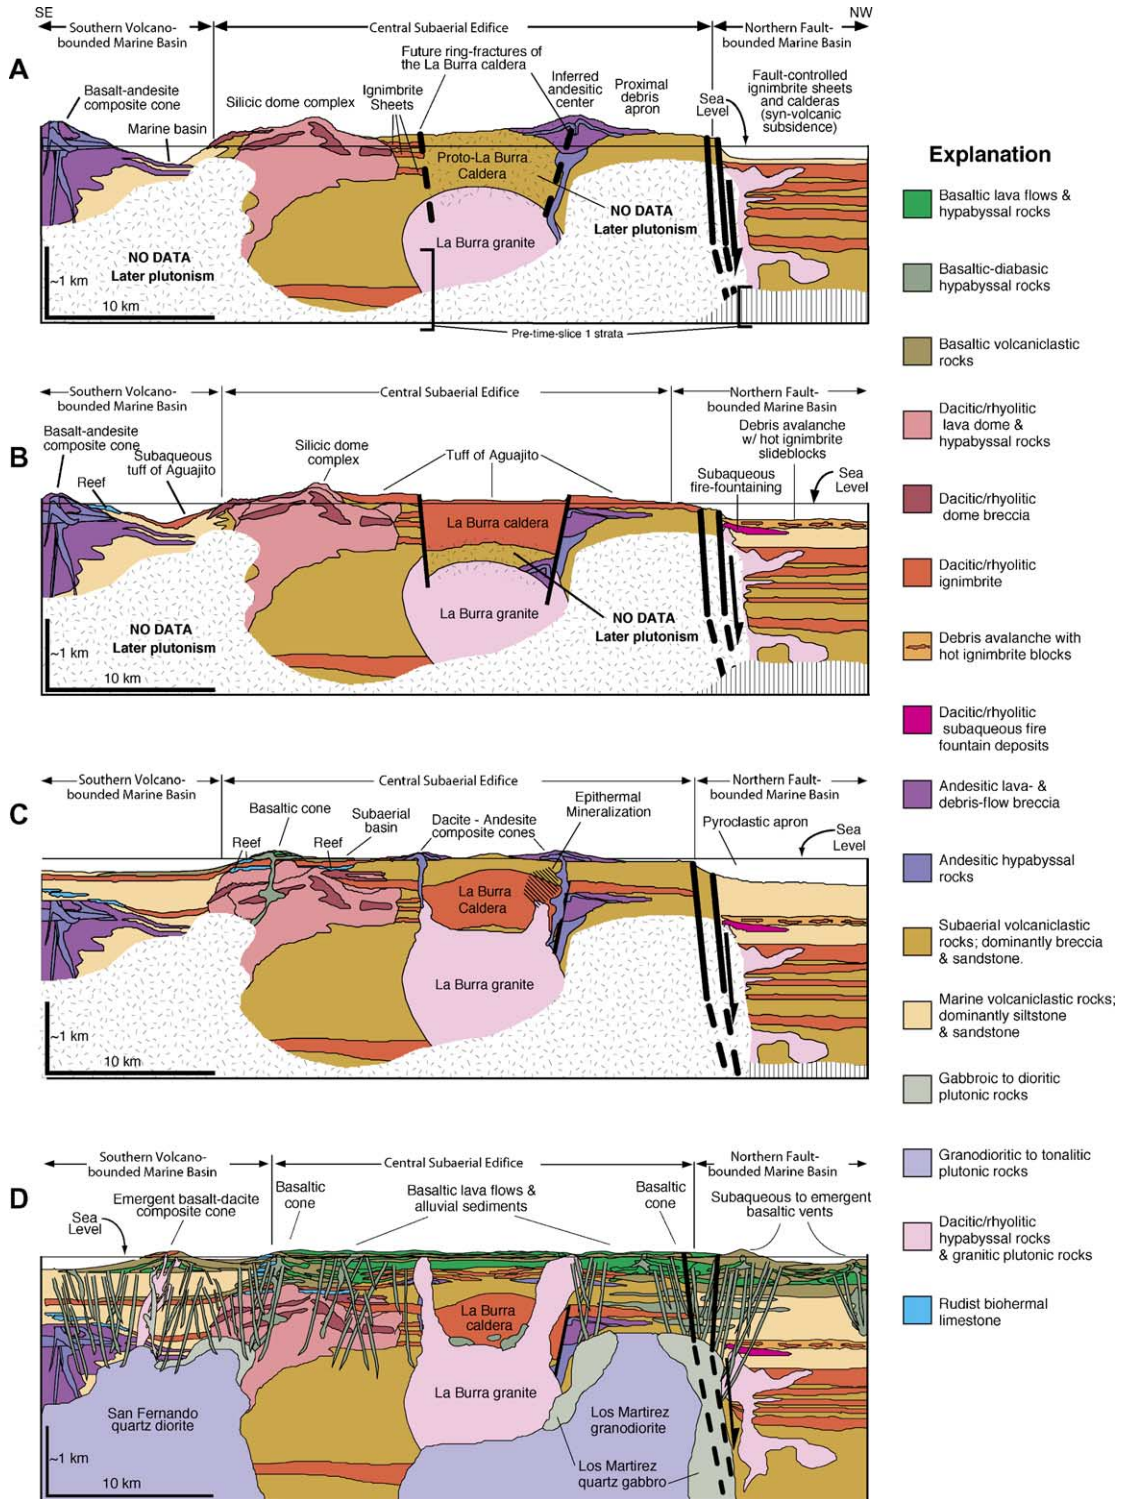 SE
NW
Southern Volcano-
bounded Marine Basin
Central Subaerial Edifice
Northern Fault-
bounded Marine Basin
A
Basalt-andesite
composite cone
Marine basin
Silicic dome complex
Ignimbrite
Sheets
Future ring-fractures of
the La Burra caldera
Inferred
andesitic
center
Proximal
debris
apron
Sea
Level
Fault-controlled
ignimbrite sheets
and calderas
(syn-volcanic
subsidence)
Proto-La Burra
Caldera
NO DATA
Later plutonism
La Burra granite
NO DATA
Later plutonism
~1 km
10 km
Pre-time-slice 1 strata
Southern Volcano-
bounded Marine Basin
Central Subaerial Edifice
Northern Fault-
bounded Marine Basin
B
Basalt-andesite
composite cone
Reef
Subaqueous
tuff of Aguajito
Silicic dome
complex
Tuff of Aguajito
Debris avalanche
w/ hot ignimbrite
slideblocks
Subaqueous
fire-fountaining
Sea
Level
La Burra caldera
La Burra granite
NO DATA
Later plutonism
NO DATA
Later plutonism
~1 km
10 km
Southern Volcano-
bounded Marine Basin
Central Subaerial Edifice
Northern Fault-
bounded Marine Basin
C
Basaltic cone
Reef
Reef
Subaerial
basin
Dacite - Andesite
composite cones
Epithermal
Mineralization
Pyroclastic apron
Sea
Level
La Burra
Caldera
La Burra granite
~1 km
10 km
Southern Volcano-
bounded Marine Basin
Central Subaerial Edifice
Northern Fault-
bounded Marine Basin
D
Sea
Level
Emergent basalt-dacite
composite cone
Basaltic
cone
Basaltic lava flows &
alluvial sediments
Basaltic
cone
Subaqueous to emergent
basaltic vents
La Burra
caldera
La Burra granite
San Fernando
quartz diorite
Los Martirez
granodiorite
Los Martirez
quartz gabbro
~1 km
10 km
Explanation
Basaltic lava flows &
hypabyssal rocks
Basaltic-diabasic
hypabyssal rocks
Basaltic volcaniclastic
rocks
Dacitic/rhyolitic
lava dome &
hypabyssal rocks
Dacitic/rhyolitic
dome breccia
Dacitic/rhyolitic
ignimbrite
Debris avalanche with
hot ignimbrite blocks
Dacitic/rhyolitic
subaqueous fire
fountain deposits
Andesitic lava- &
debris-flow breccia
Andesitic hypabyssal
rocks
Subaerial volcaniclastic
rocks; dominantly breccia
& sandstone.
Marine volcaniclastic rocks;
dominantly siltstone
& sandstone
Gabbroic to dioritic
plutonic rocks
Granodioritic to tonalitic
plutonic rocks
Dacitic/rhyolitic
hypabyssal rocks
& granitic plutonic rocks
Rudist biohermal
limestone